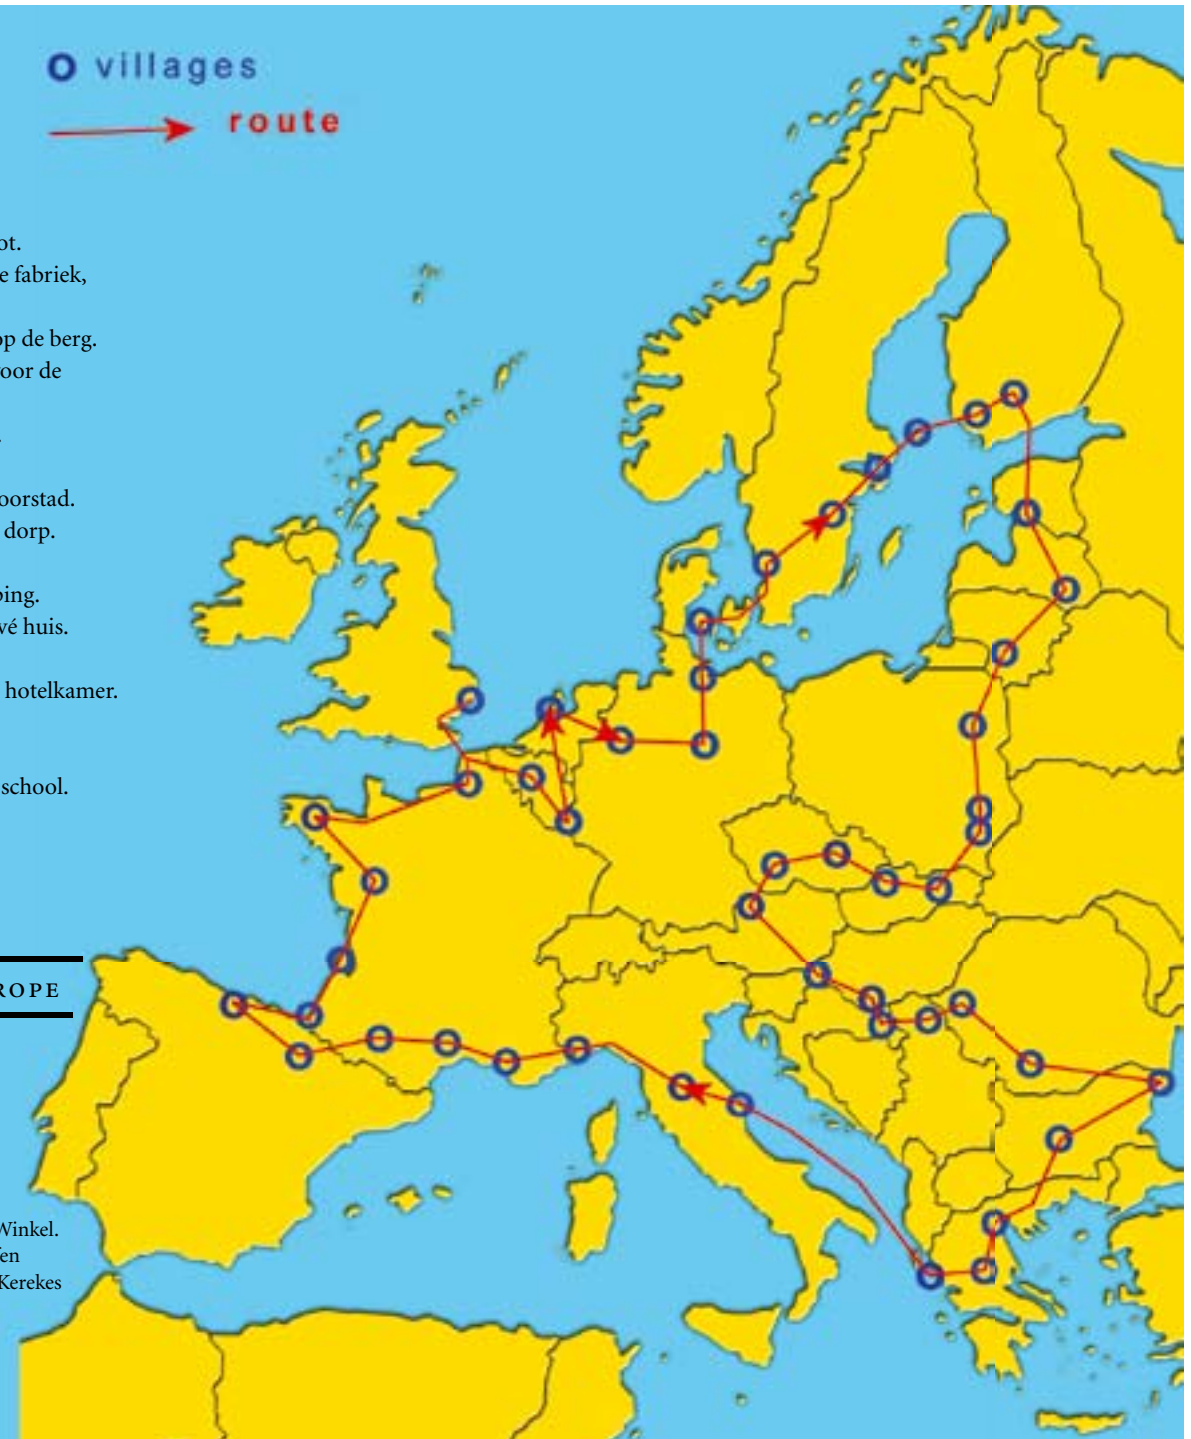 villages
route
ot.
e fabriek,
op de berg.
oor de
.
oorstad.
dorp.
ping.
vé huis.
hotelkamer.
school.
ROPE
Winkel.
en
Kerekes